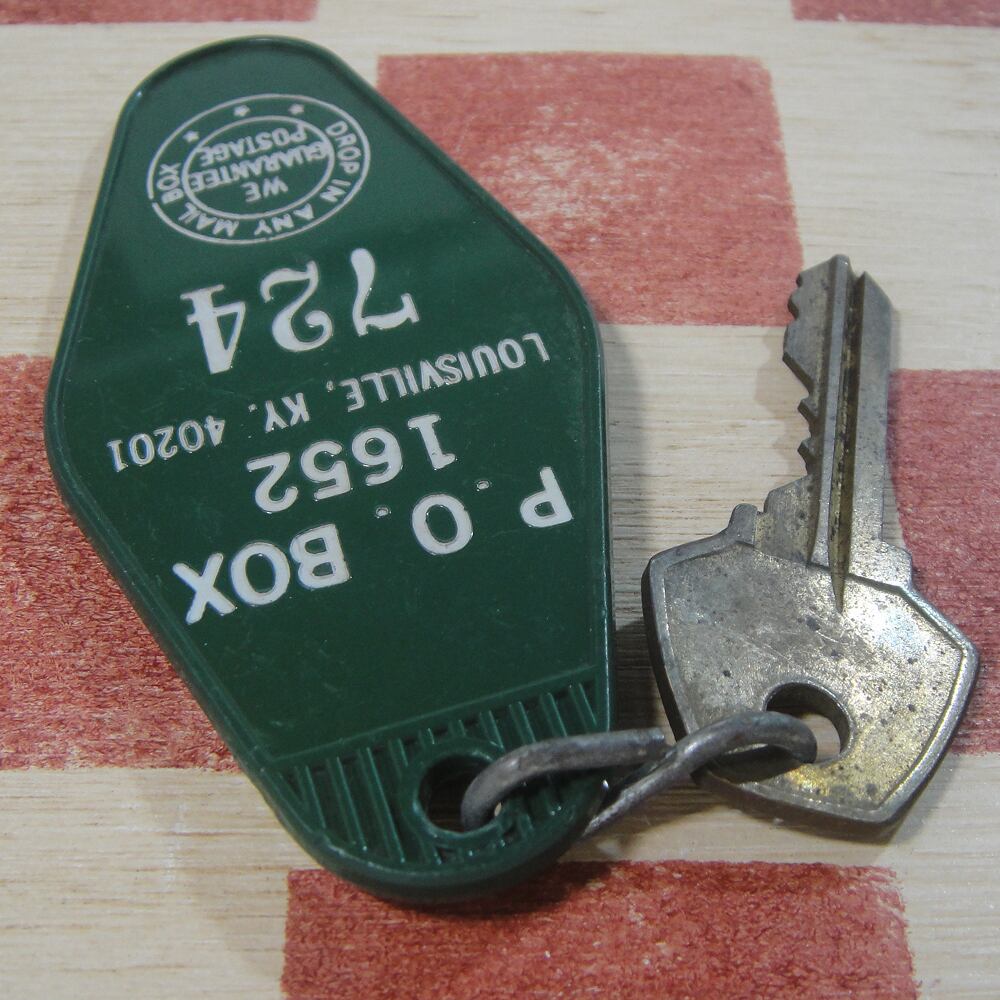 P. O. BOX
1652
LOUISVILLE, KY. 40201
724
DROP IN ANY MAIL BOX
WE
GUARANTEE
POSTAGE